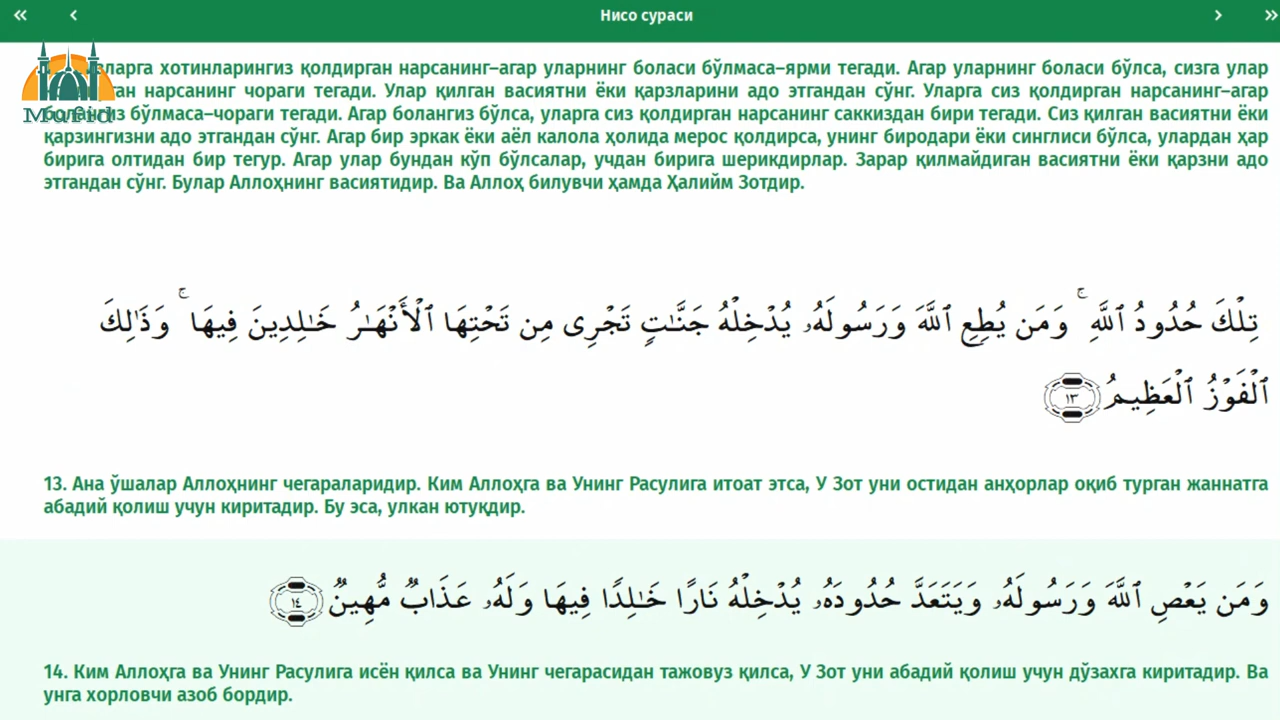 Нисо сураси
Mufid
хотинларингиз қолдирган нарсанинг–агар уларнинг боласи бўлмаса–ярми тегади. Агар уларнинг боласи бўлса, сизга улар
нарсанинг чораги тегади. Улар қилган васиятни ёки қарзларини адо этгандан сўнг. Уларга сиз қолдирган нарсанинг–агар
болангиз бўлмаса–чораги тегади. Агар болангиз бўлса, уларга сиз қолдирган нарсанинг саккиздан бири тегади. Сиз қилган васиятни ёки
қарзингизни адо этгандан сўнг. Агар бир эркак ёки аёл калола ҳолида мерос қолдирса, унинг биродари ёки синглиси бўлса, улардан ҳар
бирига олтидан бир тегур. Агар улар бундан кўп бўлсалар, учдан бирига шерикдирлар. Зарар қилмайдиган васиятни ёки қарзни адо
этгандан сўнг. Булар Аллоҳнинг васиятидир. Ва Аллоҳ билувчи ҳамда Ҳалийм Зотдир.
تِلْكَ حُدُودُ ٱللَّهِ ۚ وَمَن يُطِعِ ٱللَّهَ وَرَسُولَهُۥ يُدْخِلْهُ جَنَّـٰتٍ تَجْرِى مِن تَحْتِهَا ٱلْأَنْهَـٰرُ خَـٰلِدِينَ فِيهَا ۚ وَذَٰلِكَ
ٱلْفَوْزُ ٱلْعَظِيمُ ١٣
13. Ана ўшалар Аллоҳнинг чегараларидир. Ким Аллоҳга ва Унинг Расулига итоат этса, У Зот уни остидан анҳорлар оқиб турган жаннатга
абадий қолиш учун киритадир. Бу эса, улкан ютуқдир.
وَمَن يَعْصِ ٱللَّهَ وَرَسُولَهُۥ وَيَتَعَدَّ حُدُودَهُۥ يُدْخِلْهُ نَارًا خَـٰلِدًا فِيهَا وَلَهُۥ عَذَابٌ مُّهِينٌ ١٤
14. Ким Аллоҳга ва Унинг Расулига исён қилса ва Унинг чегарасидан тажовуз қилса, У Зот уни абадий қолиш учун дўзахга киритадир. Ва
унга хорловчи азоб бордир.